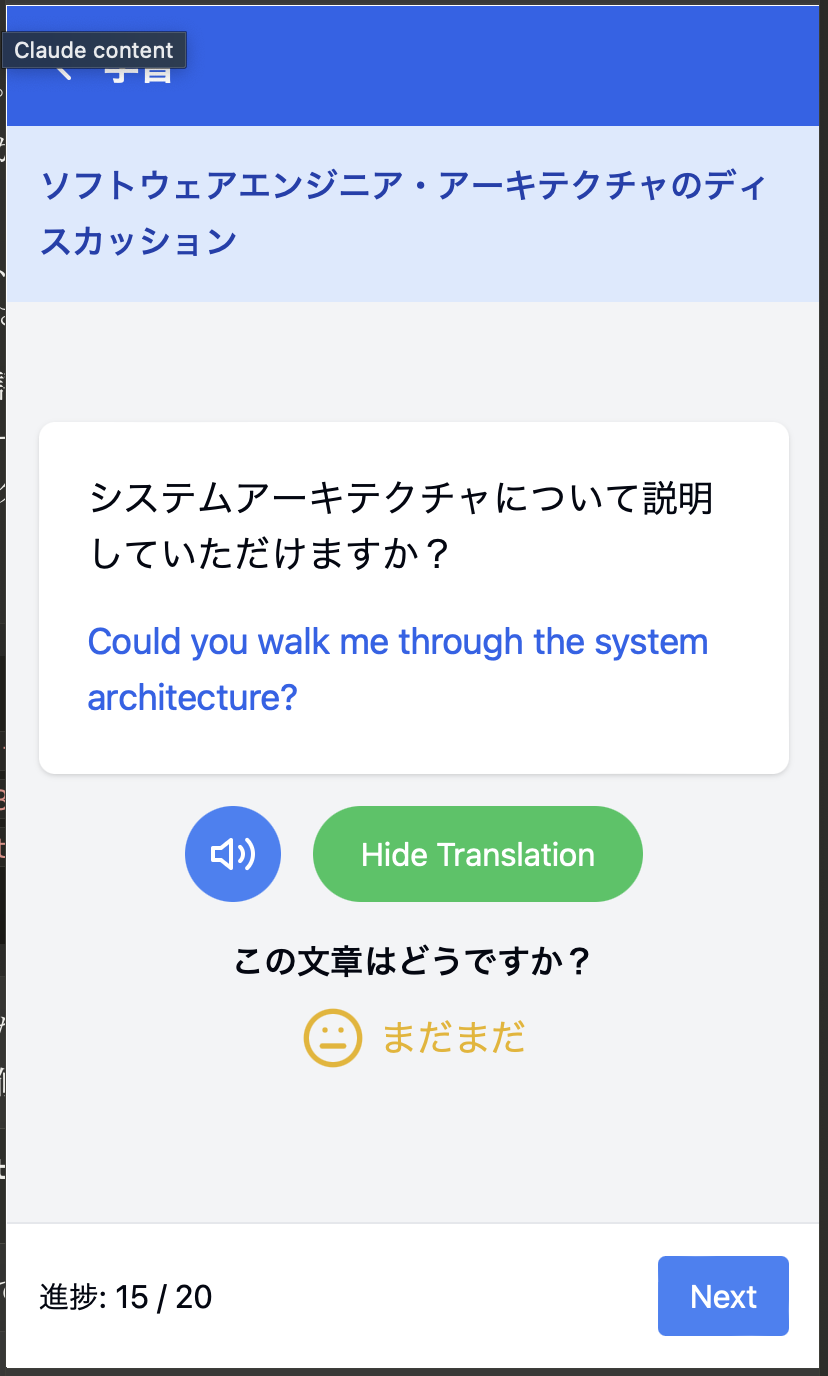 Claude content
学習
ソフトウェアエンジニア・アーキテクチャのディ
スカッション
システムアーキテクチャについて説明
していただけますか？
Could you walk me through the system
architecture?
Hide Translation
この文章はどうですか？
まだまだ
進捗: 15 / 20
Next